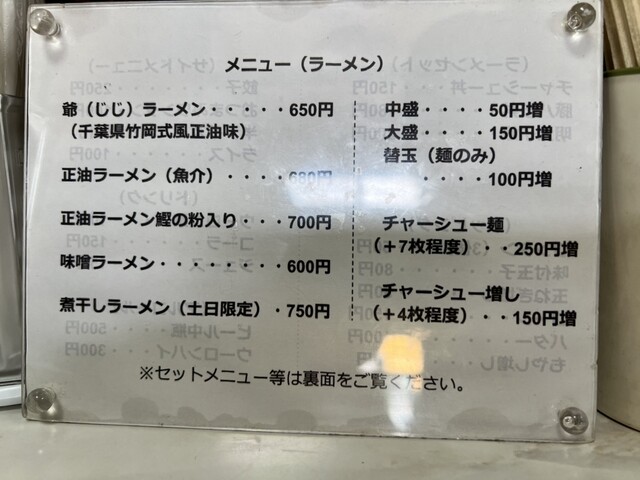 メニュー（ラーメン）
爺（じじ）ラーメン・・・・・650円
（千葉県竹岡式風正油味）
正油ラーメン（魚介）・・・・680円
正油ラーメン鰹の粉入り・・・700円
味噌ラーメン・・・・・・・・600円
煮干しラーメン（土日限定）・750円
中盛・・・・50円増
大盛・・・・150円増
替玉（麺のみ）
・・・・・100円増
チャーシュー麺
（＋7枚程度）・・250円増
チャーシュー増し
（＋4枚程度）・・150円増
※セットメニュー等は裏面をご覧ください。